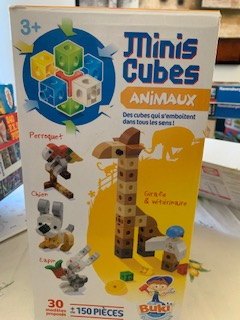 3+
Minis
Cubes
ANiMAUX
Des cubes qui s'emboîtent
dans tous les sens !
Perroquet
Chien
Girafe
& vétérinaire
Lapin
30
modèles
proposés
150 PIÈCES
Buki